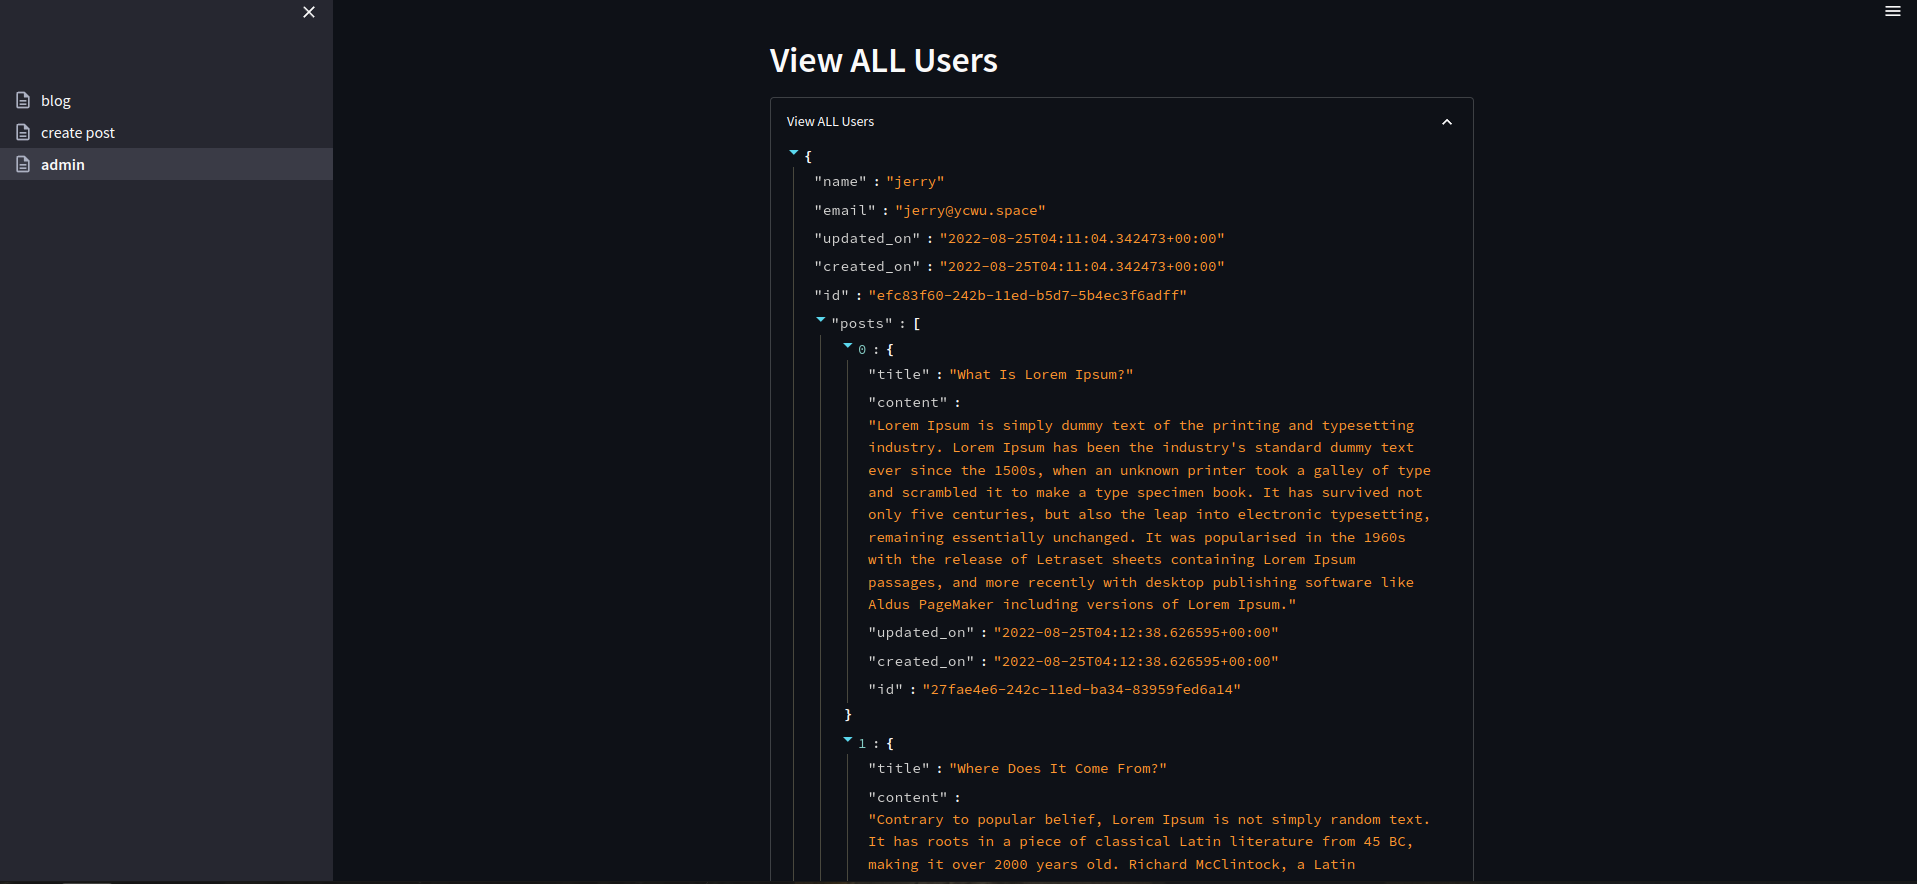 blog
create post
admin
View ALL Users
View ALL Users
{
"name" : "jerry"
"email" : "jerry@ycwu.space"
"updated_on" : "2022-08-25T04:11:04.342473+00:00"
"created_on" : "2022-08-25T04:11:04.342473+00:00"
"id" : "efc83f60-242b-11ed-b5d7-5b4ec3f6adff"
"posts" : [
0 : {
"title" : "What Is Lorem Ipsum?"
"content" :
"Lorem Ipsum is simply dummy text of the printing and typesetting
industry. Lorem Ipsum has been the industry's standard dummy text
ever since the 1500s, when an unknown printer took a galley of type
and scrambled it to make a type specimen book. It has survived not
only five centuries, but also the leap into electronic typesetting,
remaining essentially unchanged. It was popularised in the 1960s
with the release of Letraset sheets containing Lorem Ipsum
passages, and more recently with desktop publishing software like
Aldus PageMaker including versions of Lorem Ipsum."
"updated_on" : "2022-08-25T04:12:38.626595+00:00"
"created_on" : "2022-08-25T04:12:38.626595+00:00"
"id" : "27fae4e6-242c-11ed-ba34-83959fed6a14"
}
1 : {
"title" : "Where Does It Come From?"
"content" :
"Contrary to popular belief, Lorem Ipsum is not simply random text.
It has roots in a piece of classical Latin literature from 45 BC,
making it over 2000 years old. Richard McClintock, a Latin